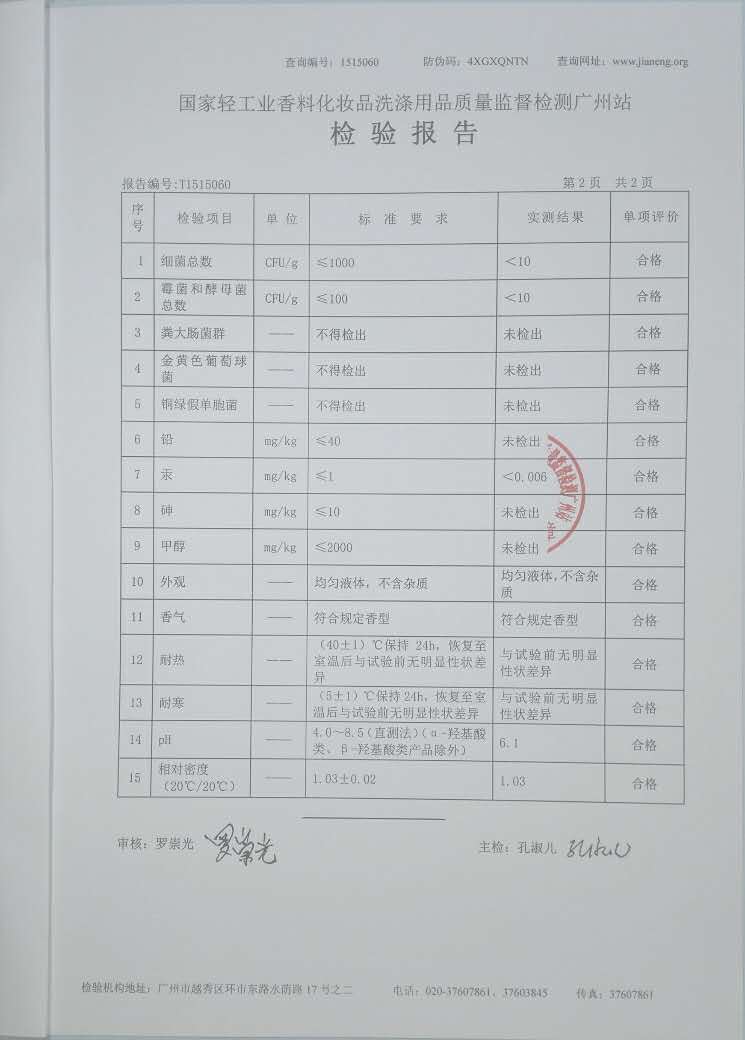 查询编号：1515060 防伪码：4XGXQNTN 查询网址：www.jianeng.org
国家轻工业香料化妆品洗涤用品质量监督检测广州站
检验报告
报告编号:T1515060 第2页 共2页
序号 检验项目 单位 标准要求 实测结果 单项评价
1 细菌总数 CFU/g ≤1000 <10 合格
2 霉菌和酵母菌总数 CFU/g ≤100 <10 合格
3 粪大肠菌群 —— 不得检出 未检出 合格
4 金黄色葡萄球菌 —— 不得检出 未检出 合格
5 铜绿假单胞菌 —— 不得检出 未检出 合格
6 铅 mg/kg ≤40 未检出 合格
7 汞 mg/kg ≤1 <0.006 合格
8 砷 mg/kg ≤10 未检出 合格
9 甲醇 mg/kg ≤2000 未检出 合格
10 外观 —— 均匀液体，不含杂质 均匀液体，不含杂质 合格
11 香气 —— 符合规定香型 符合规定香型 合格
12 耐热 —— （40±1）℃保持 24h，恢复至室温后与试验前无明显性状差异 与试验前无明显性状差异 合格
13 耐寒 —— （5±1）℃保持 24h，恢复至室温后与试验前无明显性状差异 与试验前无明显性状差异 合格
14 pH —— 4.0～8.5（直测法）（α-羟基酸类、β-羟基酸类产品除外） 6.1 合格
15 相对密度（20℃/20℃） —— 1.03±0.02 1.03 合格
审核：罗崇光 罗崇光 主检：孔淑儿
检验机构地址：广州市越秀区环市东路水荫路 17 号之二 电话：020-37607861，37603845 传真：37607861